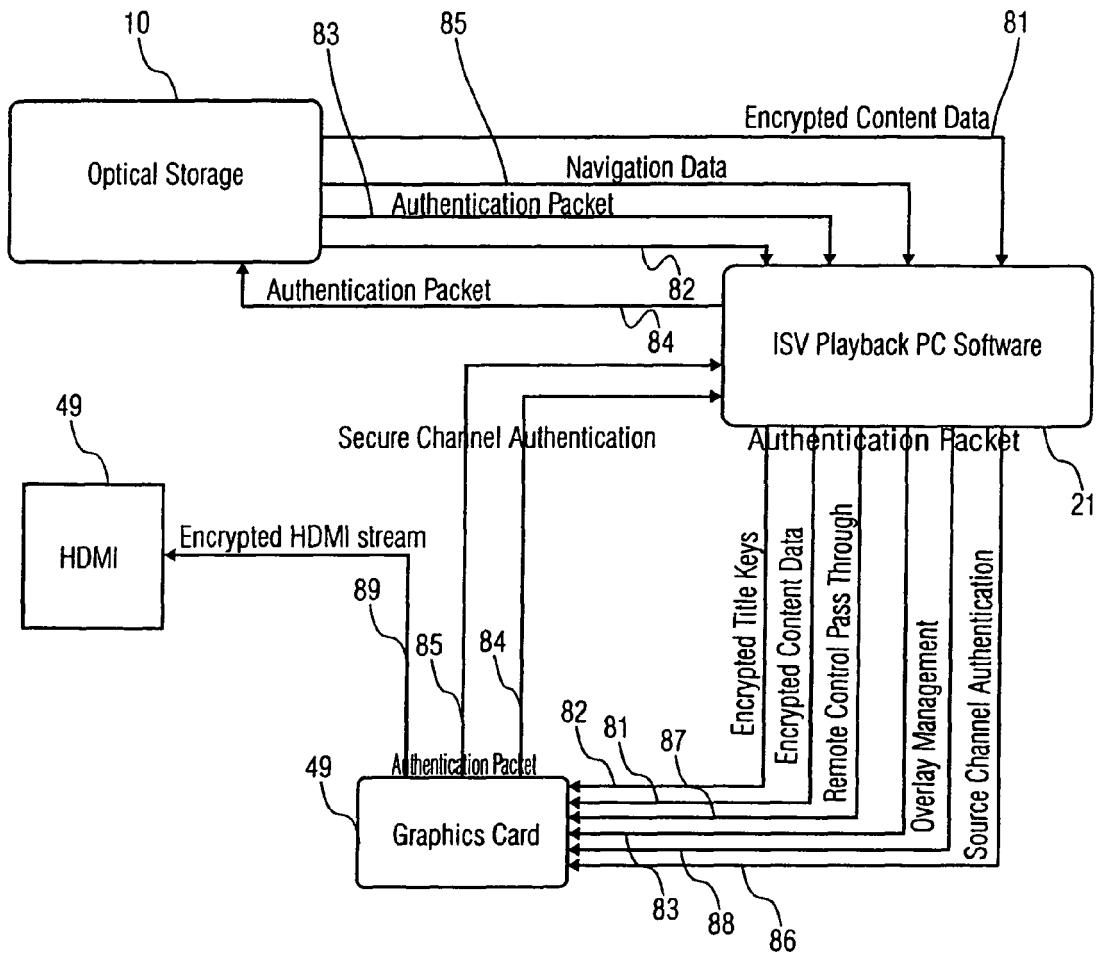 10
83
85
81
Encrypted Content Data
Optical Storage
Navigation Data
Authentication Packet
82
Authentication Packet
84
ISV Playback PC Software
49
Secure Channel Authentication
Authentication Packet
21
HDMI
Encrypted HDMI stream
89
85
84
Encrypted Title Keys
Encrypted Content Data
Remote Control Pass Through
Overlay Management
Source Channel Authentication
82
81
87
Authentication Packet
49
Graphics Card
83
88
86